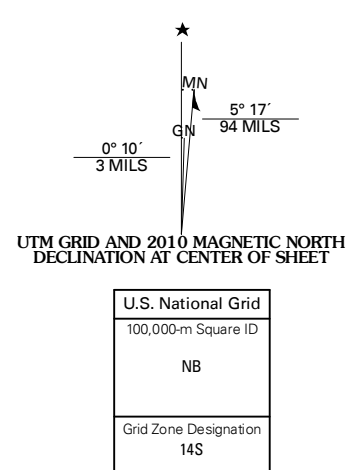 MN
GN
5° 17´
94 MILS
0° 10´
3 MILS
UTM GRID AND 2010 MAGNETIC NORTH
DECLINATION AT CENTER OF SHEET
U.S. National Grid
100,000-m Square ID
NB
Grid Zone Designation
14S